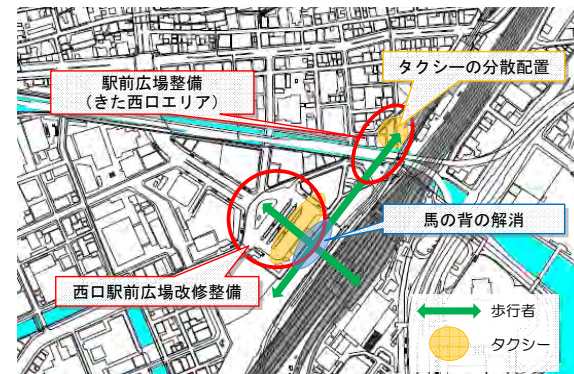 駅前広場整備
（きた西口エリア）
タクシーの分散配置
馬の背の解消
西口駅前広場改修整備
歩行者
タクシー